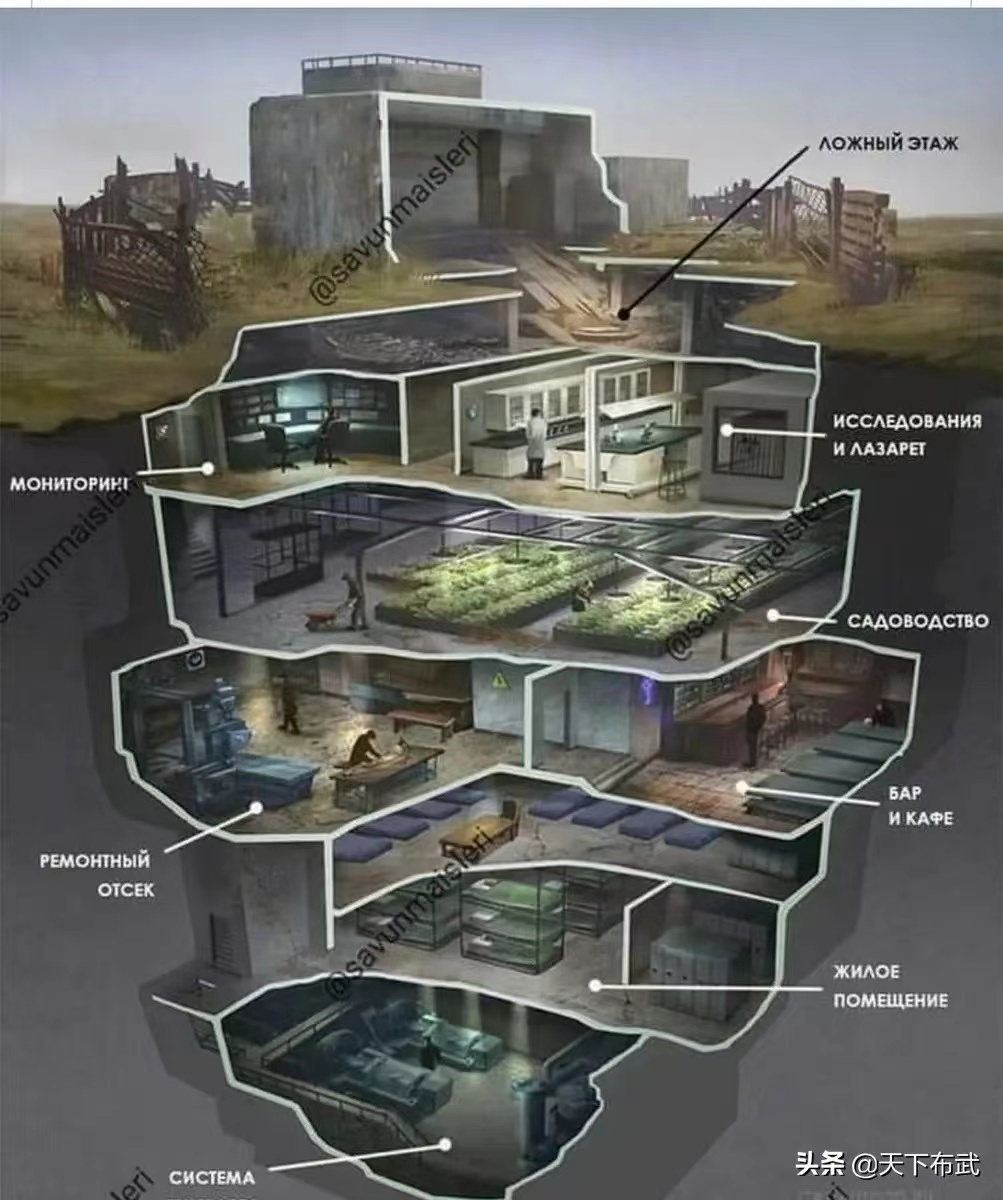 @savunmaisleri
ЛОЖНЫЙ ЭТАЖ
ИССЛЕДОВАНИЯ
И ЛАЗАРЕТ
МОНИТОРИНГ
savunmaisleri
@savunmaisleri
САДОВОДСТВО
БАР
И КАФЕ
РЕМОНТНЫЙ
ОТСЕК
@savunmaisleri
ЖИЛОЕ
ПОМЕЩЕНИЕ
СИСТЕМА
头条 @天下布武